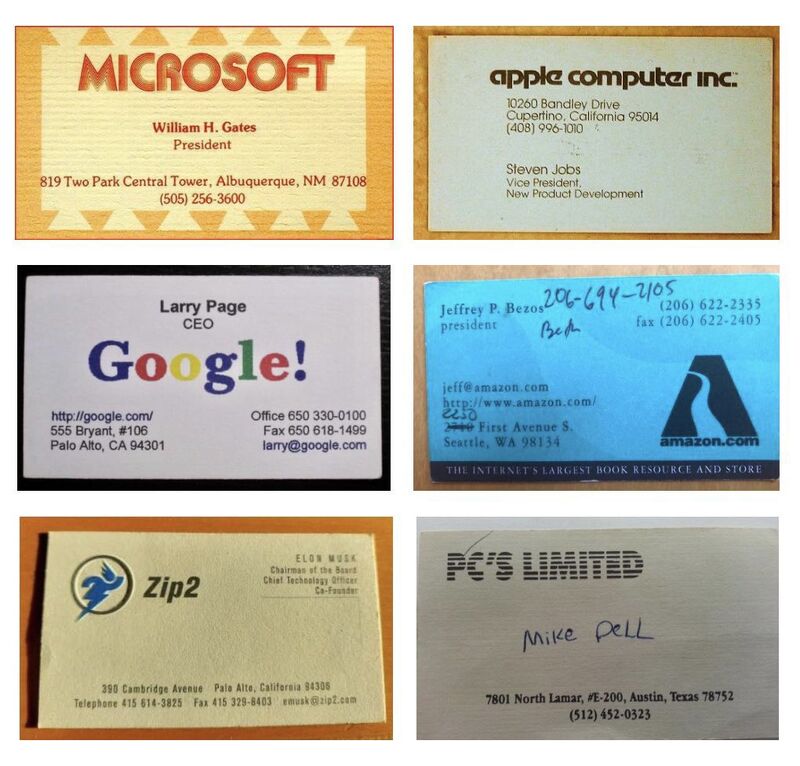 MICROSOFT
William H. Gates
President
819 Two Park Central Tower, Albuquerque, NM 87108
(505) 256-3600
apple computer inc.™
10260 Bandley Drive
Cupertino, California 95014
(408) 996-1010
Steven Jobs
Vice President,
New Product Development
Larry Page
CEO
Google!
http://google.com/
555 Bryant, #106
Palo Alto, CA 94301
Office 650 330-0100
Fax 650 618-1499
larry@google.com
206-694-2105
Jeffrey P. Bezos
president
(206) 622-2335
fax (206) 622-2405
jeff@amazon.com
http://www.amazon.com/
2250
First Avenue S.
Seattle, WA 98134
amazon.com
THE INTERNET'S LARGEST BOOK RESOURCE AND STORE
Zip2
ELON MUSK
Chairman of the Board
Chief Technology Officer
Co-Founder
390 Cambridge Avenue Palo Alto, California 94306
Telephone 415 614-3825 Fax 415 329-8403 emusk@zip2.com
PC'S LIMITED
Mike Dell
7801 North Lamar, #E-200, Austin, Texas 78752
(512) 452-0323